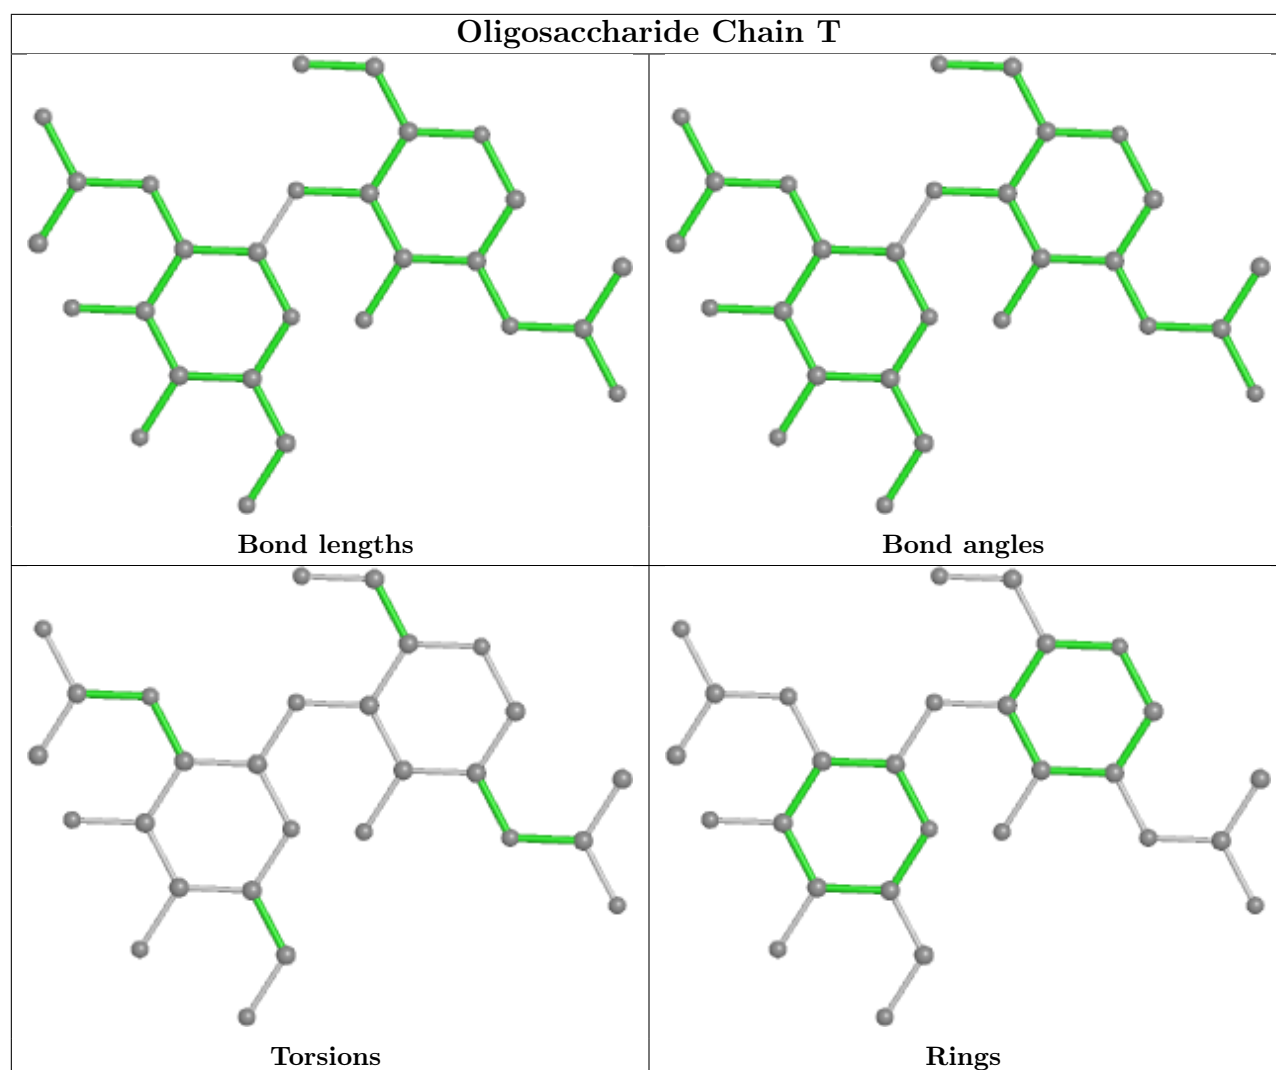 Oligosaccharide Chain T
Bond lengths
Bond angles
Torsions
Rings